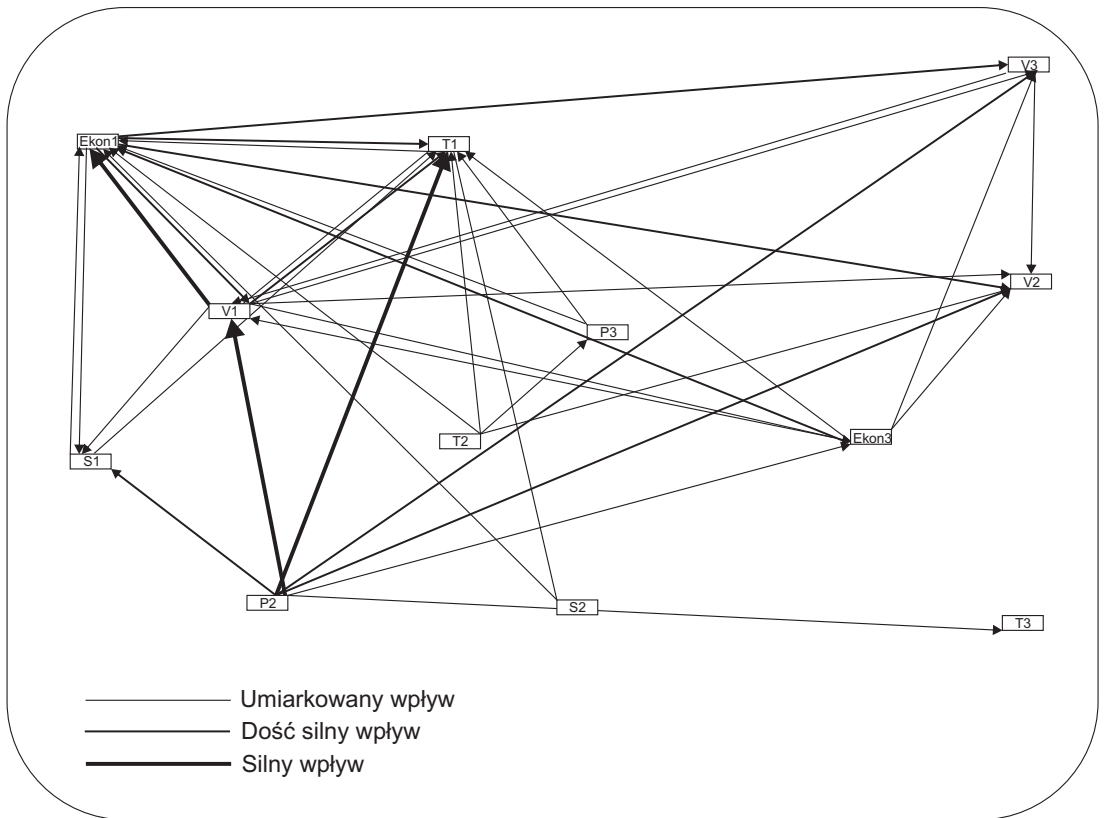 V3
Ekon1
T1
V2
V1
P3
T2
Ekon3
S1
P2
S2
T3
Umiarkowany wpływ
Dość silny wpływ
Silny wpływ